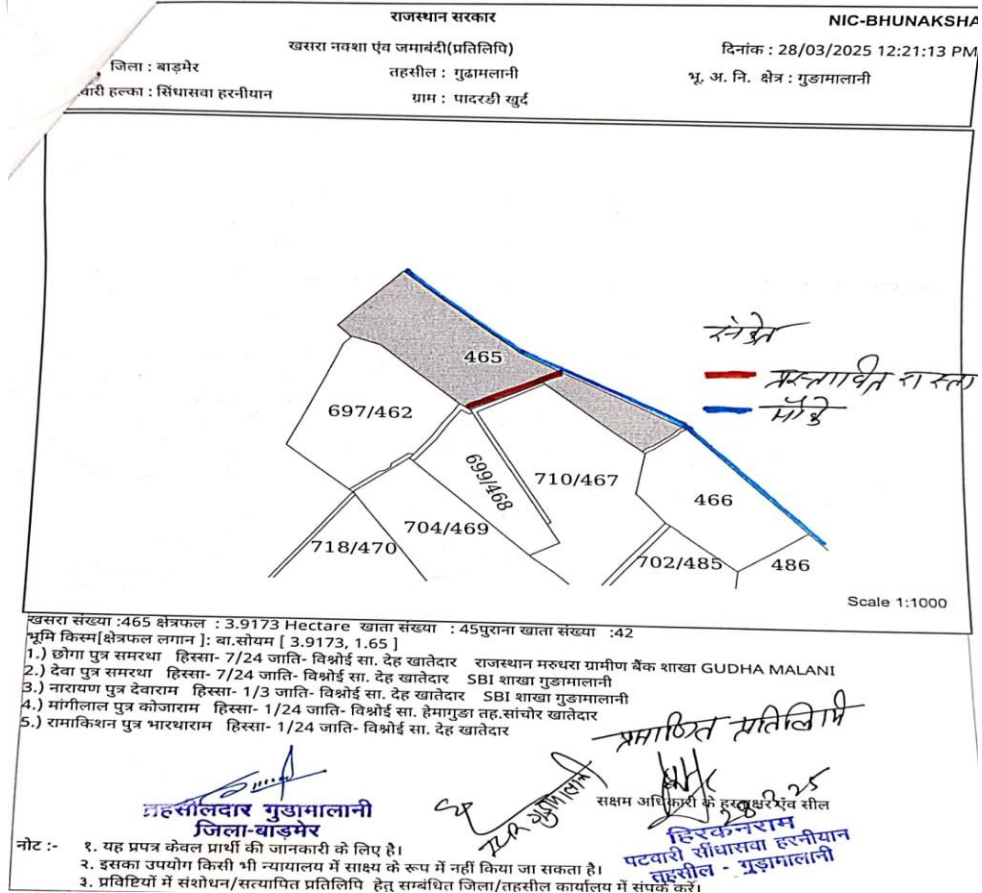 राजस्थान सरकार
NIC-BHUNAKSHA
खसरा नक्शा एंव जमाबंदी(प्रतिलिपि)
दिनांक : 28/03/2025 12:21:13 PM
जिला : बाड़मेर
तहसील : गुढामलानी
भू. अ. नि. क्षेत्र : गुडामालानी
वारी हल्का : सिंधासवा हरनीयान
ग्राम : पादरडी खुर्द
465
697/462
699/468
710/467
466
704/469
718/470
702/485
486
संकेत
प्रस्तावित रास्ता
Scale 1:1000
खसरा संख्या :465 क्षेत्रफल : 3.9173 Hectare खाता संख्या : 45पुराना खाता संख्या :42
भूमि किस्म[क्षेत्रफल लगान ]: बा.सोयम [ 3.9173, 1.65 ]
1.) छोगा पुत्र समरथा हिस्सा- 7/24 जाति- विश्नोई सा. देह खातेदार राजस्थान मरुधरा ग्रामीण बैंक शाखा GUDHA MALANI
2.) देवा पुत्र समरथा हिस्सा- 7/24 जाति- विश्नोई सा. देह खातेदार SBI शाखा गुडामालानी
3.) नारायण पुत्र देवाराम हिस्सा- 1/3 जाति- विश्नोई सा. देह खातेदार SBI शाखा गुडामालानी
4.) मांगीलाल पुत्र कोजाराम हिस्सा- 1/24 जाति- विश्नोई सा. हेमागुडा तह.सांचोर खातेदार
5.) रामाकिशन पुत्र भारथाराम हिस्सा- 1/24 जाति- विश्नोई सा. देह खातेदार
प्रमाणित प्रतिलिपि
तहसीलदार गुडामालानी
जिला-बाड़मेर
गुडामालानी
सक्षम अधिकारी के हस्ताक्षर एंव सील
हिरकनराम
पटवारी सींधासवा हरनीयान
तहसील - गुड़ामालानी
नोट :- १. यह प्रपत्र केवल प्रार्थी की जानकारी के लिए है।
२. इसका उपयोग किसी भी न्यायालय में साक्ष्य के रूप में नहीं किया जा सकता है।
३. प्रविष्टियों में संशोधन/सत्यापित प्रतिलिपि हेतु सम्बंधित जिला/तहसील कार्यालय में संपर्क करें।